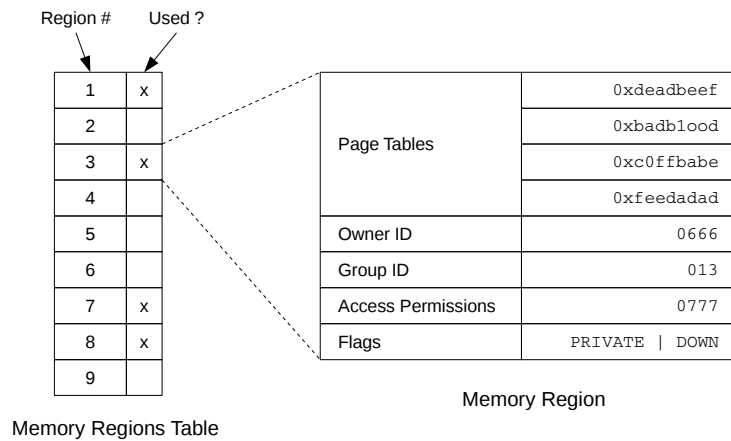 Region # Used ?
1 x
2
3 x
4
5
6
7 x
8 x
9
Memory Regions Table
Page Tables
0xdeadbeef
0xbadb1ood
0xc0ffbabe
0xfeedadad
Owner ID 0666
Group ID 013
Access Permissions 0777
Flags PRIVATE | DOWN
Memory Region